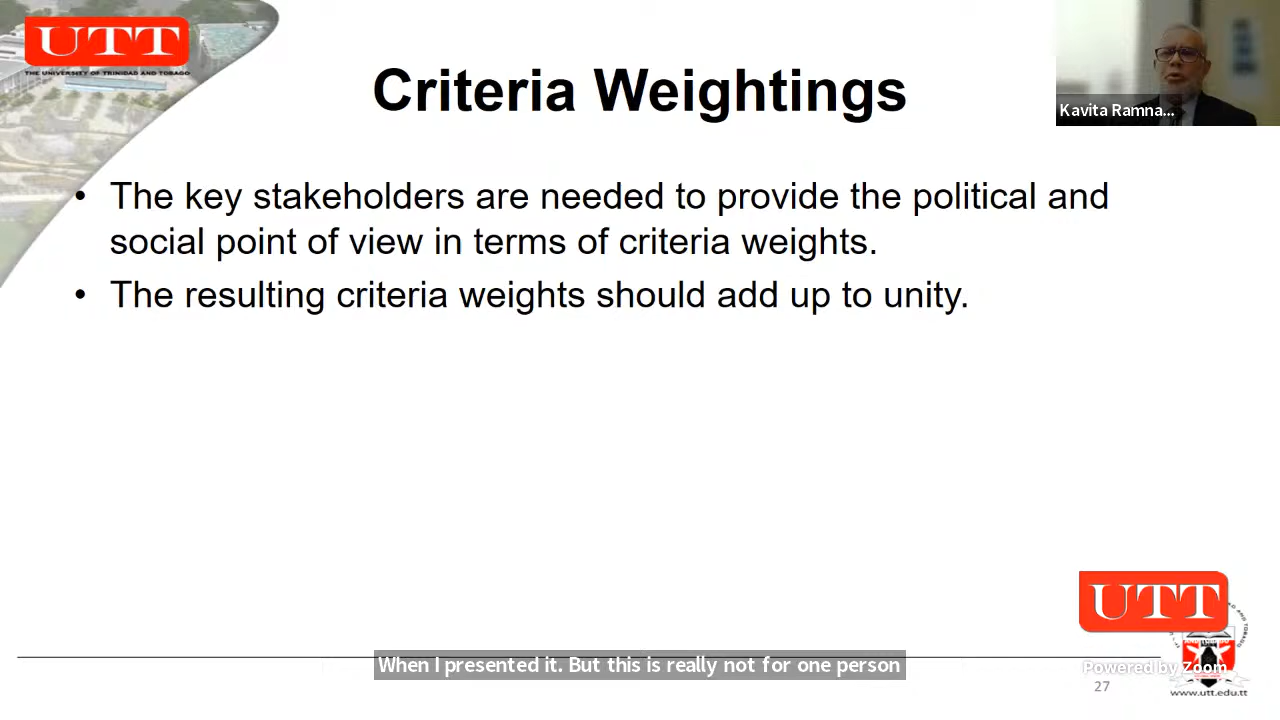 UTT
THE UNIVERSITY OF TRINIDAD AND TOBAGO
Criteria Weightings
Kavita Ramna...
• The key stakeholders are needed to provide the political and
social point of view in terms of criteria weights.
• The resulting criteria weights should add up to unity.
UTT
When I presented it. But this is really not for one person
Powered by Zoom
27
www.utt.edu.tt